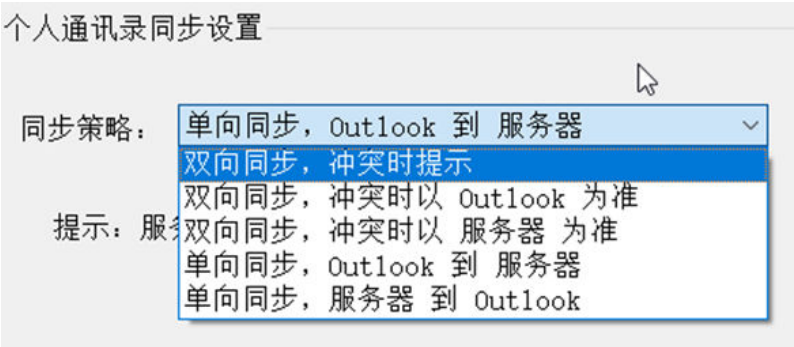 个人通讯录同步设置
同步策略: 单向同步, Outlook 到 服务器
双向同步, 冲突时提示
双向同步, 冲突时以 Outlook 为准
提示: 服
双向同步, 冲突时以 服务器 为准
单向同步, Outlook 到 服务器
单向同步, 服务器 到 Outlook